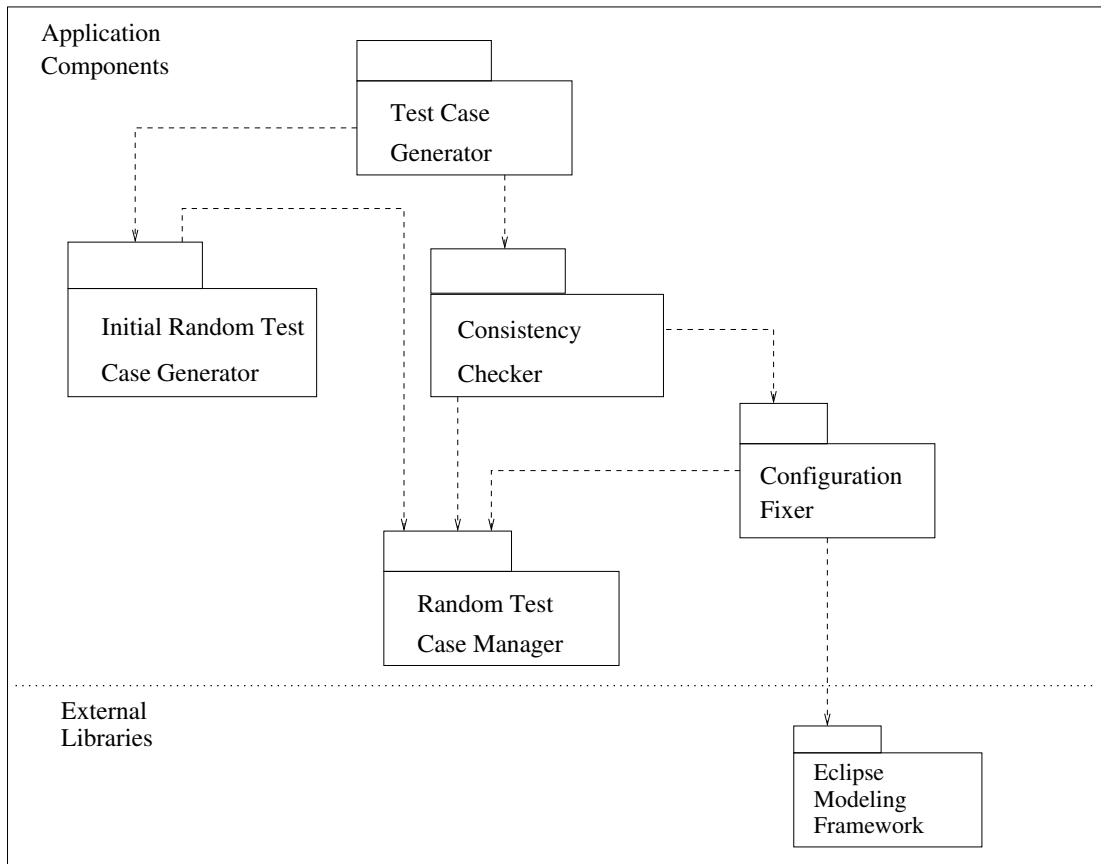 Application
Components
Test Case
Generator
Initial Random Test
Case Generator
Consistency
Checker
Configuration
Fixer
Random Test
Case Manager
External
Libraries
Eclipse
Modeling
Framework